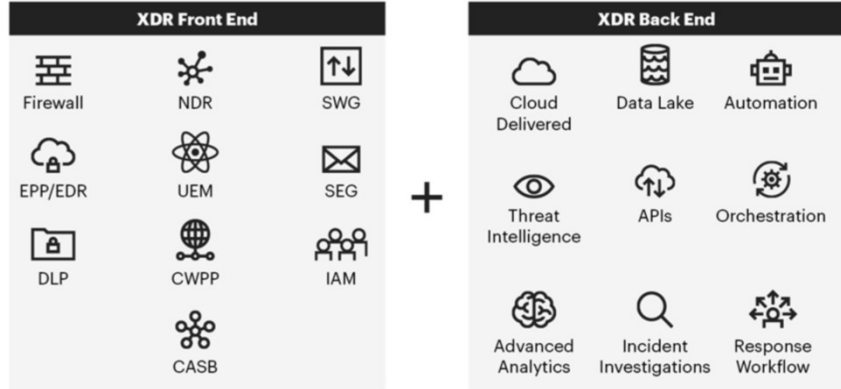 XDR Front End
Firewall
NDR
SWG
EPP/EDR
UEM
SEG
DLP
CWPP
IAM
CASB
+
XDR Back End
Cloud
Delivered
Data Lake
Automation
Threat
Intelligence
APIs
Orchestration
Advanced
Analytics
Incident
Investigations
Response
Workflow